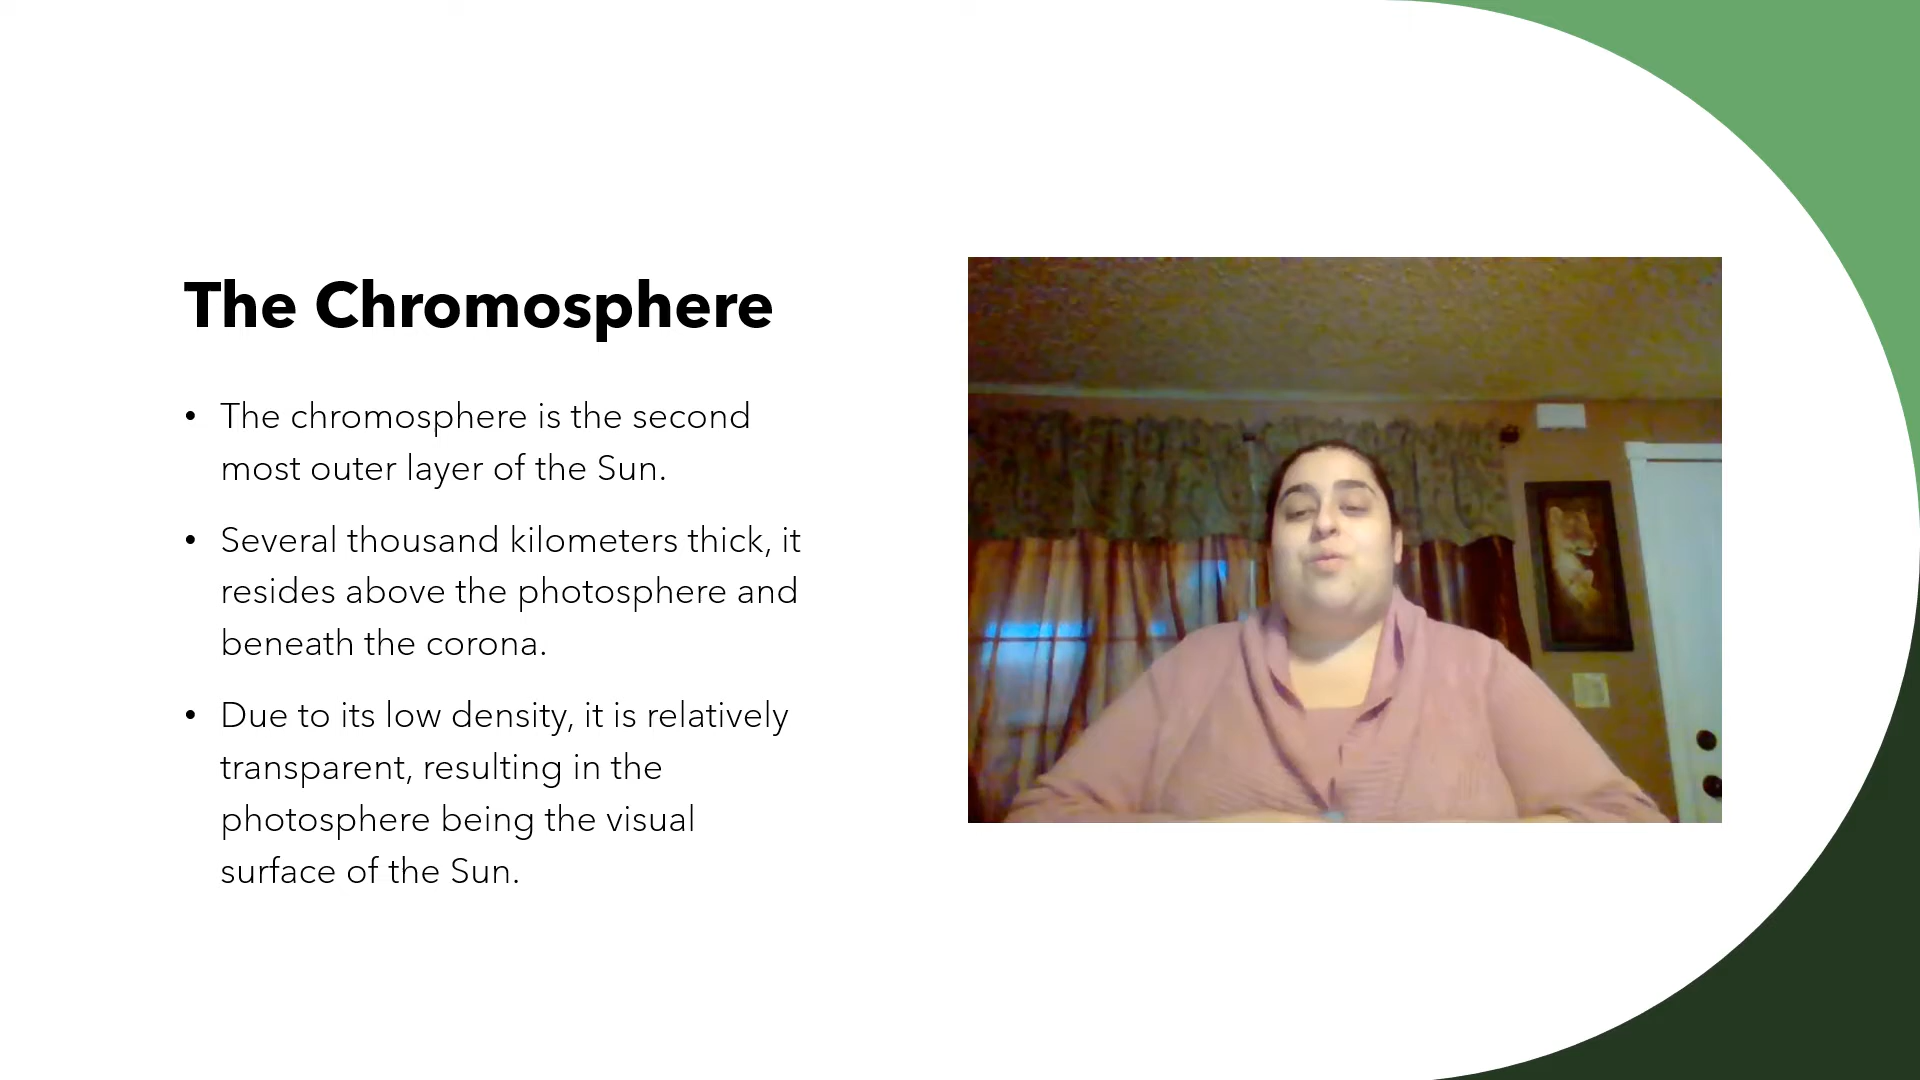 The Chromosphere
• The chromosphere is the second
most outer layer of the Sun.
• Several thousand kilometers thick, it
resides above the photosphere and
beneath the corona.
• Due to its low density, it is relatively
transparent, resulting in the
photosphere being the visual
surface of the Sun.